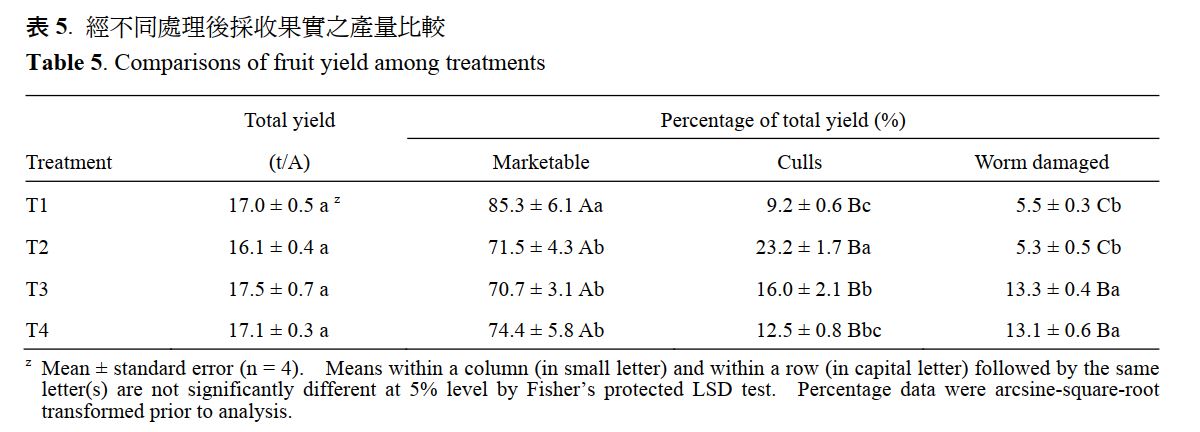 表 5. 經不同處理後採收果實之產量比較
Table 5. Comparisons of fruit yield among treatments
Total yield Percentage of total yield (%)
Treatment (t/A) Marketable Culls Worm damaged
T1 17.0 ± 0.5 a ᶻ 85.3 ± 6.1 Aa 9.2 ± 0.6 Bc 5.5 ± 0.3 Cb
T2 16.1 ± 0.4 a 71.5 ± 4.3 Ab 23.2 ± 1.7 Ba 5.3 ± 0.5 Cb
T3 17.5 ± 0.7 a 70.7 ± 3.1 Ab 16.0 ± 2.1 Bb 13.3 ± 0.4 Ba
T4 17.1 ± 0.3 a 74.4 ± 5.8 Ab 12.5 ± 0.8 Bbc 13.1 ± 0.6 Ba
ᶻ Mean ± standard error (n = 4). Means within a column (in small letter) and within a row (in capital letter) followed by the same
letter(s) are not significantly different at 5% level by Fisher’s protected LSD test. Percentage data were arcsine-square-root
transformed prior to analysis.